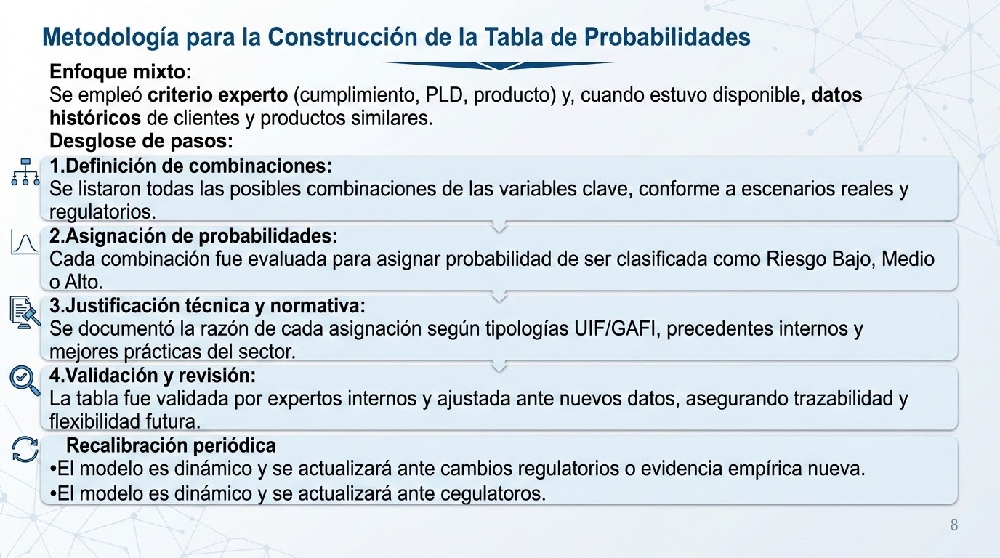 Metodología para la Construcción de la Tabla de Probabilidades
Enfoque mixto:
Se empleó criterio experto (cumplimiento, PLD, producto) y, cuando estuvo disponible, datos
históricos de clientes y productos similares.
Desglose de pasos:
1.Definición de combinaciones:
Se listaron todas las posibles combinaciones de las variables clave, conforme a escenarios reales y
regulatorios.
2.Asignación de probabilidades:
Cada combinación fue evaluada para asignar probabilidad de ser clasificada como Riesgo Bajo, Medio
o Alto.
3.Justificación técnica y normativa:
Se documentó la razón de cada asignación según tipologías UIF/GAFI, precedentes internos y
mejores prácticas del sector.
4.Validación y revisión:
La tabla fue validada por expertos internos y ajustada ante nuevos datos, asegurando trazabilidad y
flexibilidad futura.
Recalibración periódica
•El modelo es dinámico y se actualizará ante cambios regulatorios o evidencia empírica nueva.
•El modelo es dinámico y se actualizará ante cegulatoros.
8